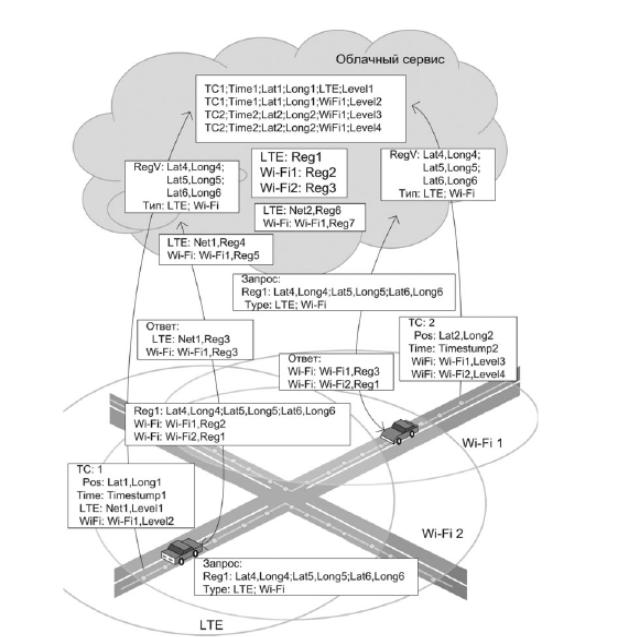 Облачный сервис
TC1;Time1;Lat1;Long1;LTE;Level1
TC1;Time1;Lat1;Long1;WiFi1;Level2
TC2;Time2;Lat2;Long2;WiFi1;Level3
TC2;Time2;Lat2;Long2;WiFi1;Level4
RegV: Lat4,Long4;
Lat5,Long5;
Lat6,Long6
Тип: LTE; Wi-Fi
LTE: Reg1
Wi-Fi1: Reg2
Wi-Fi2: Reg3
RegV: Lat4,Long4;
Lat5,Long5;
Lat6,Long6
Тип: LTE; Wi-Fi
LTE: Net2,Reg6
Wi-Fi: Wi-Fi1,Reg7
LTE: Net1,Reg4
Wi-Fi: Wi-Fi1,Reg5
Запрос:
Reg1: Lat4,Long4;Lat5,Long5;Lat6,Long6
Type: LTE; Wi-Fi
Ответ:
LTE: Net1,Reg3
Wi-Fi: Wi-Fi1,Reg3
TC: 2
Pos: Lat2,Long2
Time: Timestump2
WiFi: Wi-Fi1,Level3
WiFi: Wi-Fi2,Level4
Ответ:
Wi-Fi: Wi-Fi1,Reg3
Wi-Fi: Wi-Fi2,Reg1
Reg1: Lat4,Long4;Lat5,Long5;Lat6,Long6
Wi-Fi: Wi-Fi1,Reg2
Wi-Fi: Wi-Fi2,Reg1
Wi-Fi 1
TC: 1
Pos: Lat1,Long1
Time: Timestump1
LTE: Net1,Level1
WiFi: Wi-Fi1,Level2
Wi-Fi 2
Запрос:
Reg1: Lat4,Long4;Lat5,Long5;Lat6,Long6
Type: LTE; Wi-Fi
LTE